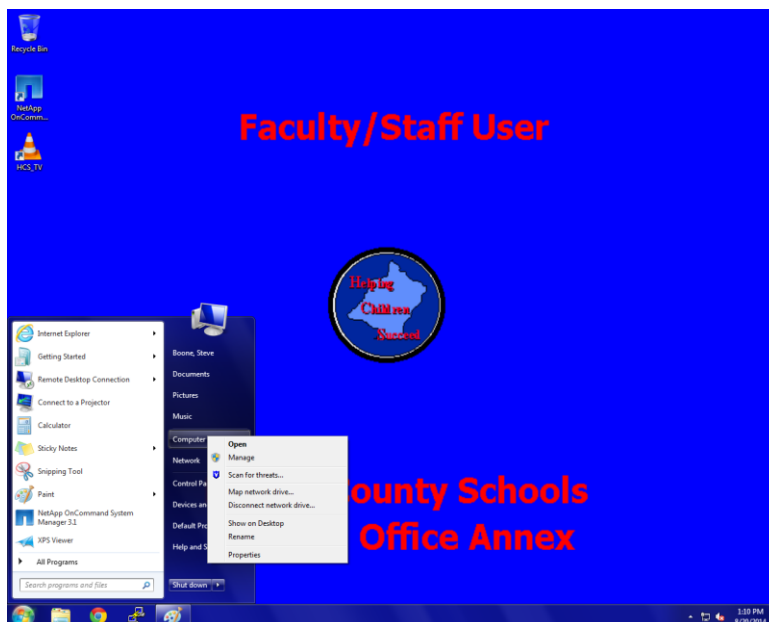 Recycle Bin
NetApp
OnComm...
HCS_TV
Faculty/Staff User
Helping
Children
Succeed
County Schools
Office Annex
Internet Explorer
Getting Started
Remote Desktop Connection
Connect to a Projector
Calculator
Sticky Notes
Snipping Tool
Paint
NetApp OnCommand System
Manager 3.1
XPS Viewer
All Programs
Search programs and files
Boone, Steve
Documents
Pictures
Music
Computer
Network
Control Pa
Devices an
Default Pro
Help and S
Shut down
Open
Manage
Scan for threats...
Map network drive...
Disconnect network drive...
Show on Desktop
Rename
Properties
1:10 PM
8/20/2014